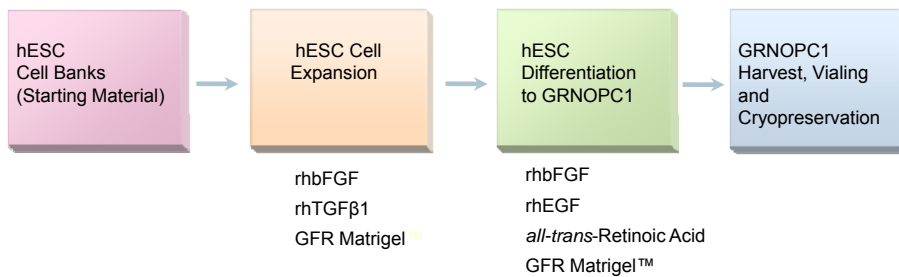 hESC
Cell Banks
(Starting Material)
hESC Cell
Expansion
hESC
Differentiation
to GRNOPC1
GRNOPC1
Harvest, Vialing
and
Cryopreservation
rhbFGF
rhTGFβ1
GFR Matrigel™
rhbFGF
rhEGF
all-trans-Retinoic Acid
GFR Matrigel™